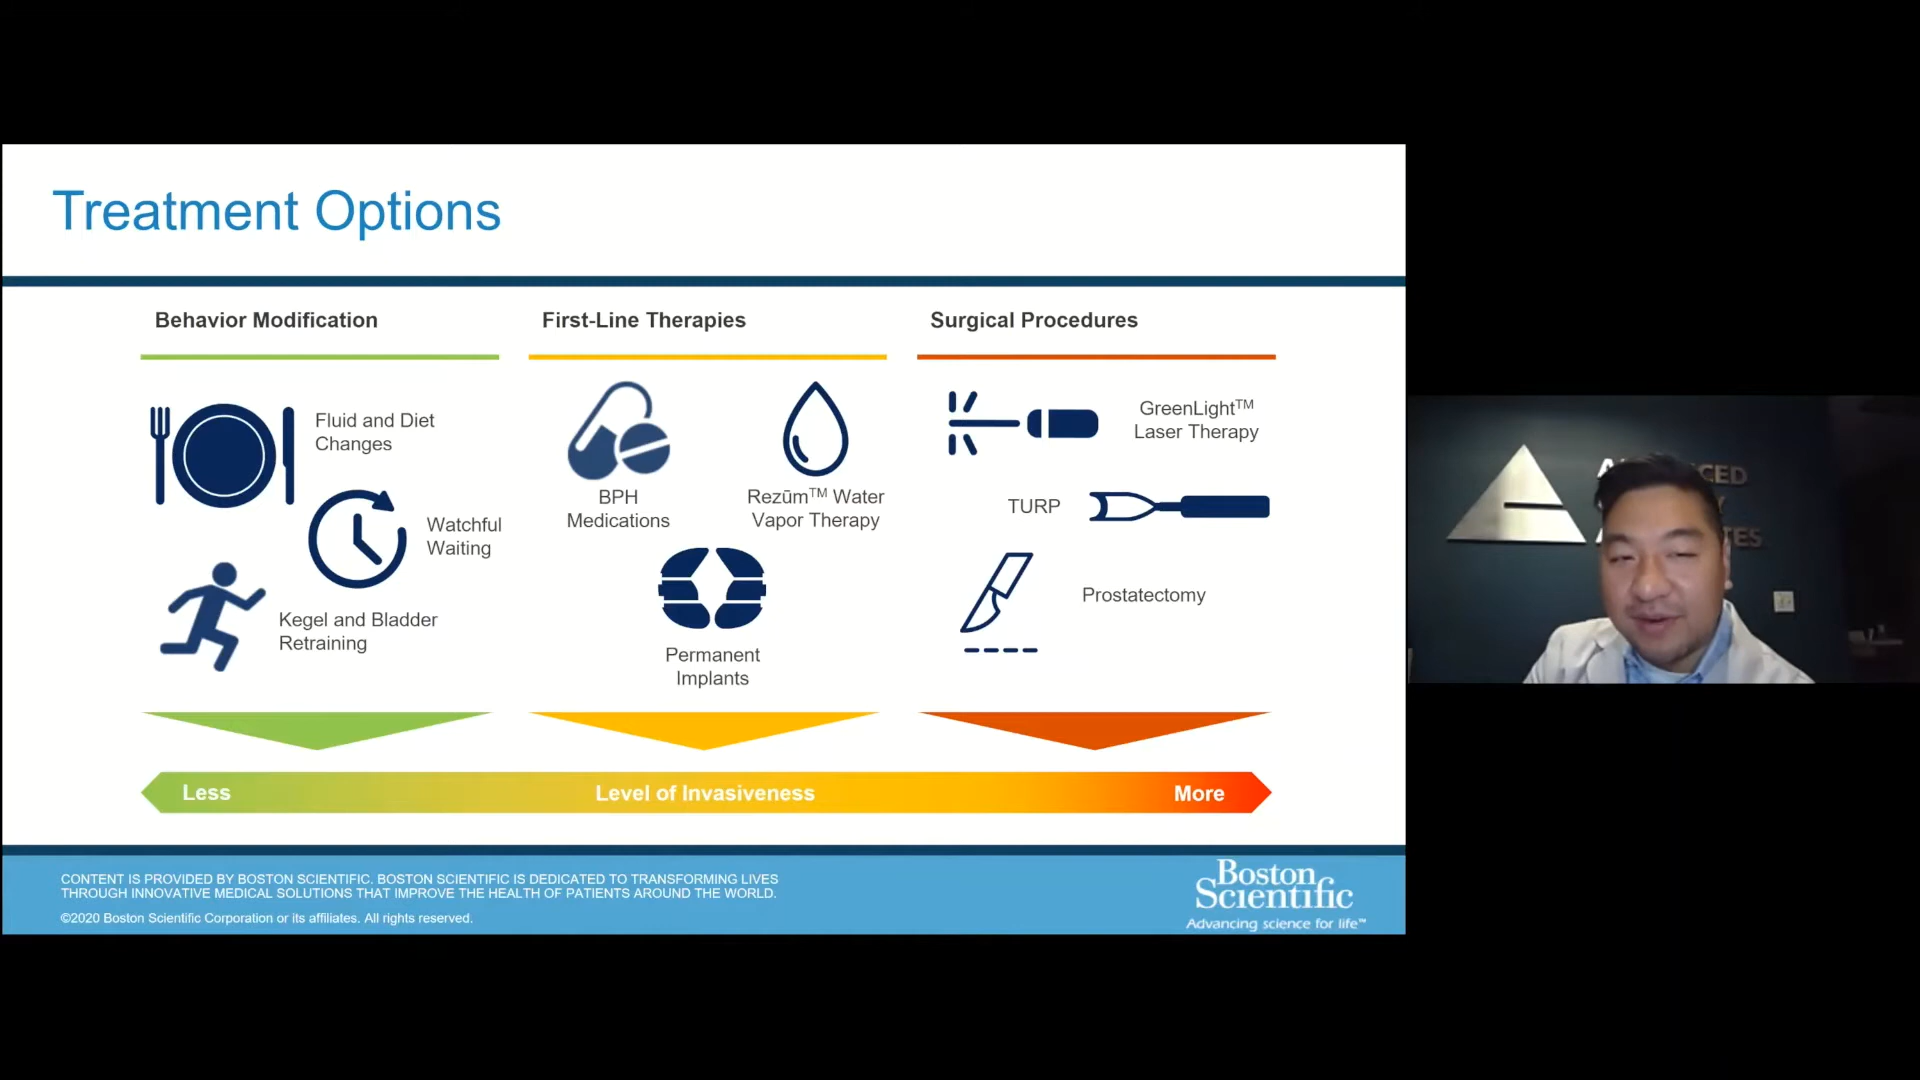 Treatment Options
Behavior Modification
Fluid and Diet
Changes
Watchful
Waiting
Kegel and Bladder
Retraining
First-Line Therapies
BPH
Medications
Rezūm™ Water
Vapor Therapy
Permanent
Implants
Surgical Procedures
GreenLight™
Laser Therapy
TURP
Prostatectomy
Less
Level of Invasiveness
More
CONTENT IS PROVIDED BY BOSTON SCIENTIFIC. BOSTON SCIENTIFIC IS DEDICATED TO TRANSFORMING LIVES
THROUGH INNOVATIVE MEDICAL SOLUTIONS THAT IMPROVE THE HEALTH OF PATIENTS AROUND THE WORLD.
©2020 Boston Scientific Corporation or its affiliates. All rights reserved.
Boston
Scientific
Advancing science for life™